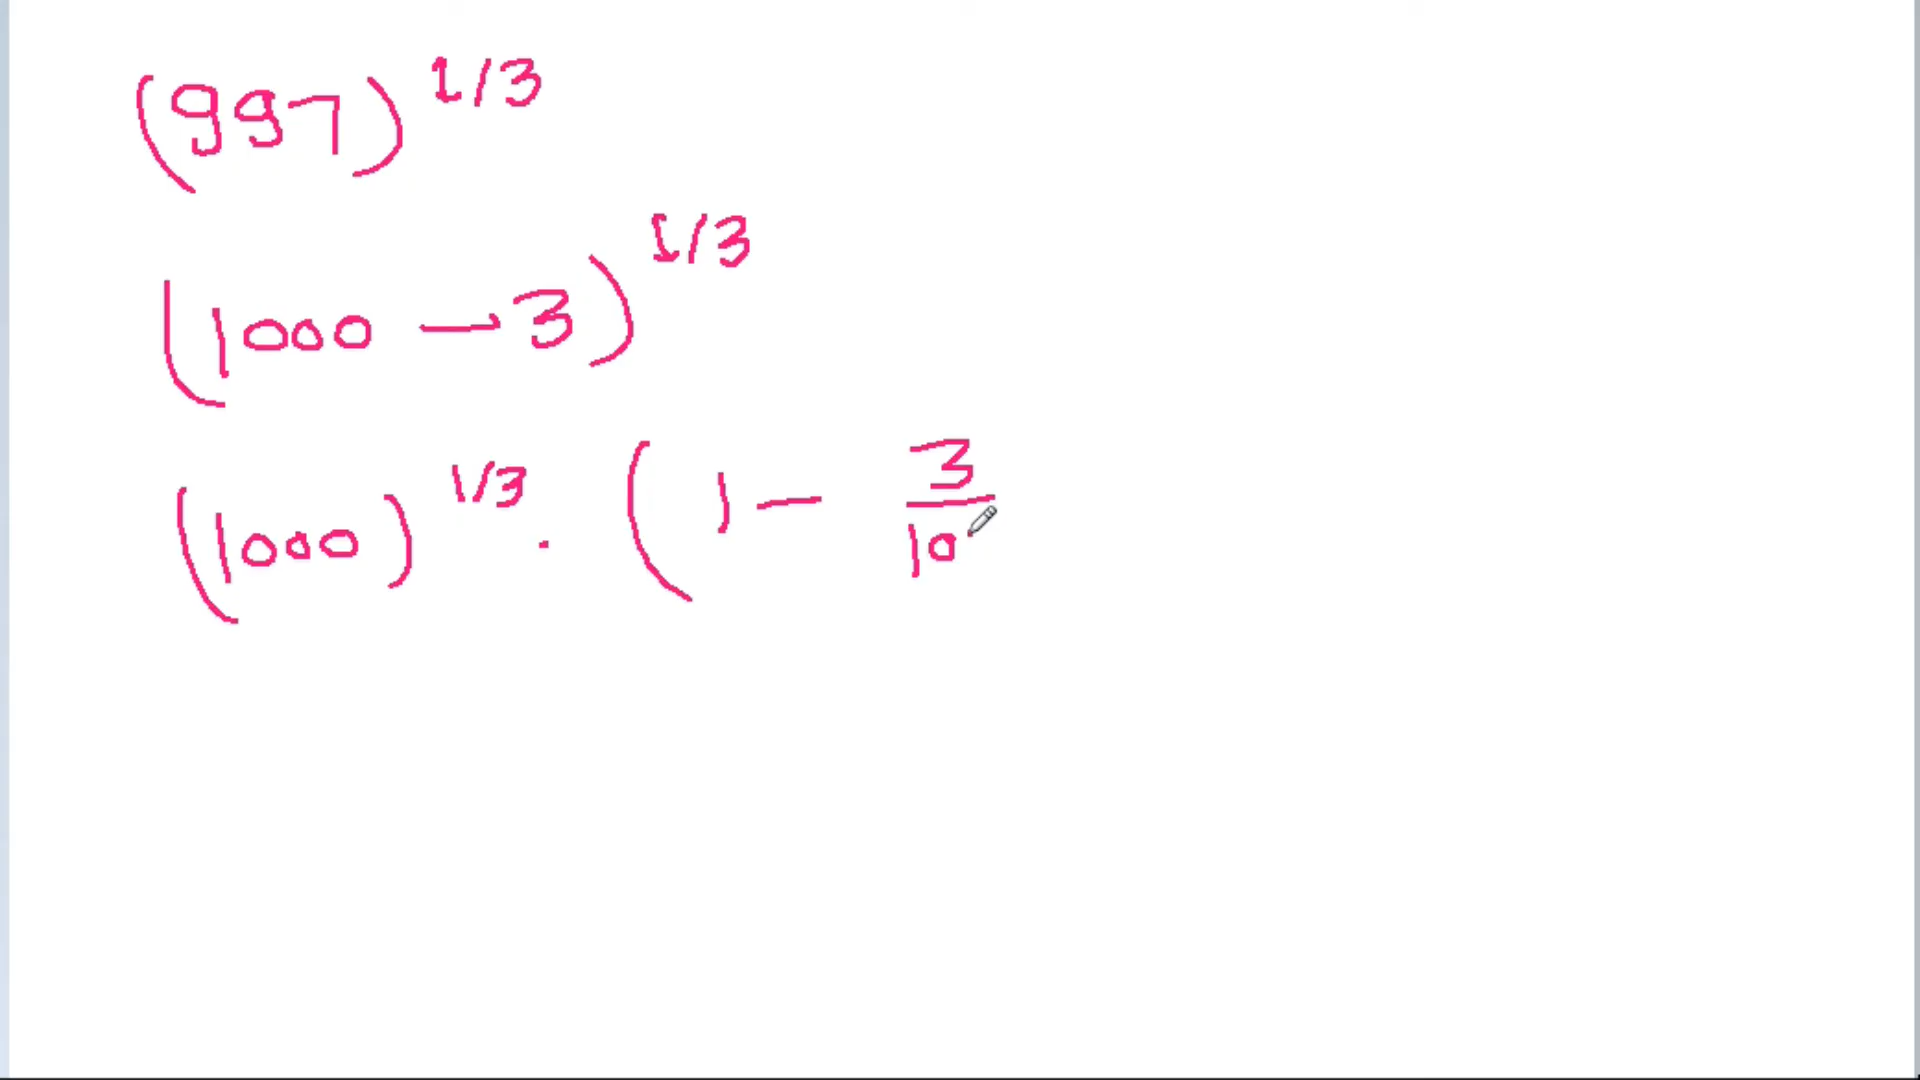 (997)^1/3
(1000 - 3)^1/3
(1000)^1/3 . (1 - 3/10